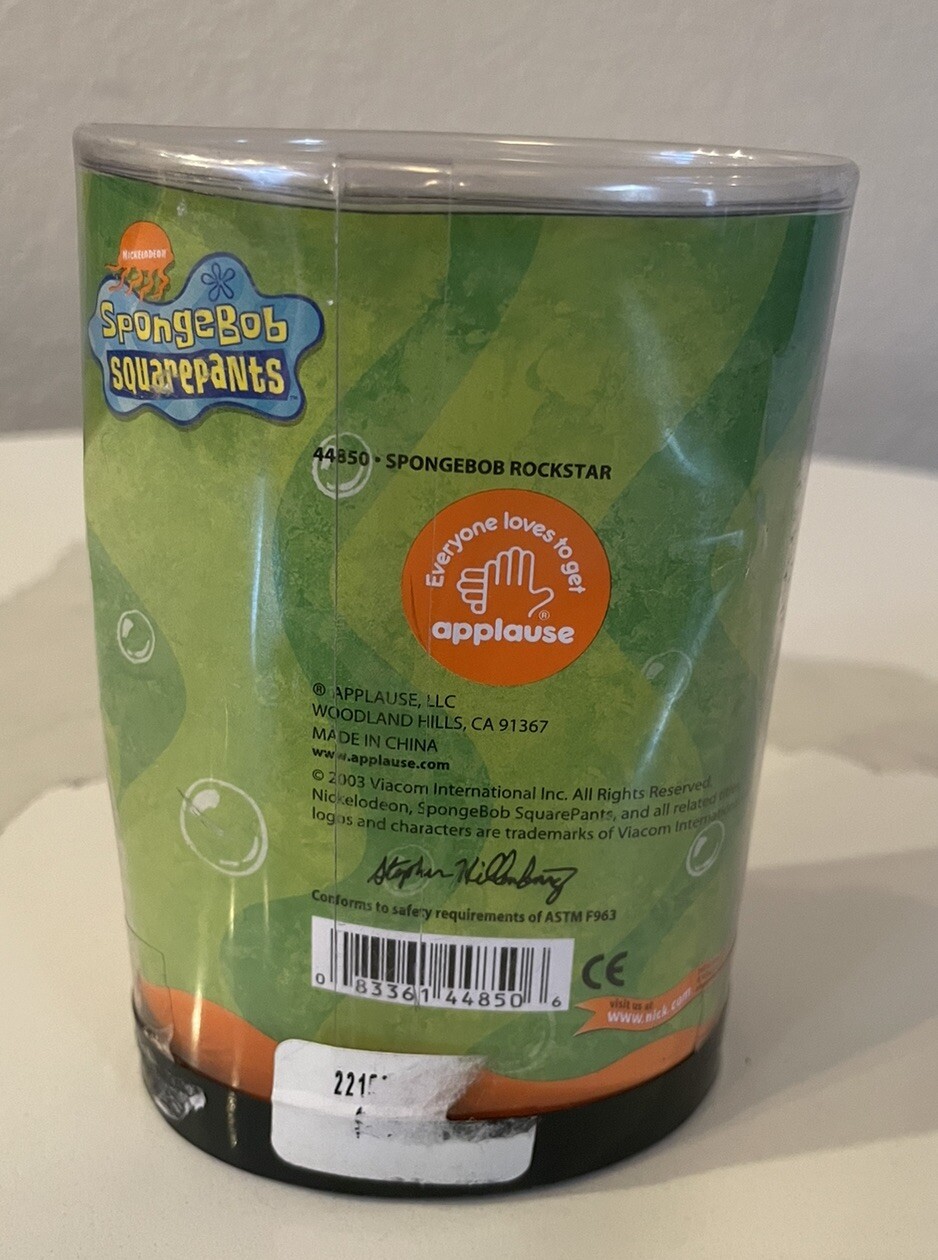 NICKELODEON
SpongeBob
SQUAREPANTS
™
44850 • SPONGEBOB ROCKSTAR
Everyone loves to get
applause®
® APPLAUSE, LLC
WOODLAND HILLS, CA 91367
MADE IN CHINA
www.applause.com
© 2003 Viacom International Inc. All Rights Reserved.
Nickelodeon, SpongeBob SquarePants, and all related
logos and characters are trademarks of Viacom
Stephen Hillenburg
Conforms to safety requirements of ASTM F963
0 83361 44850 6
CE
visit us at:
www.nick.com